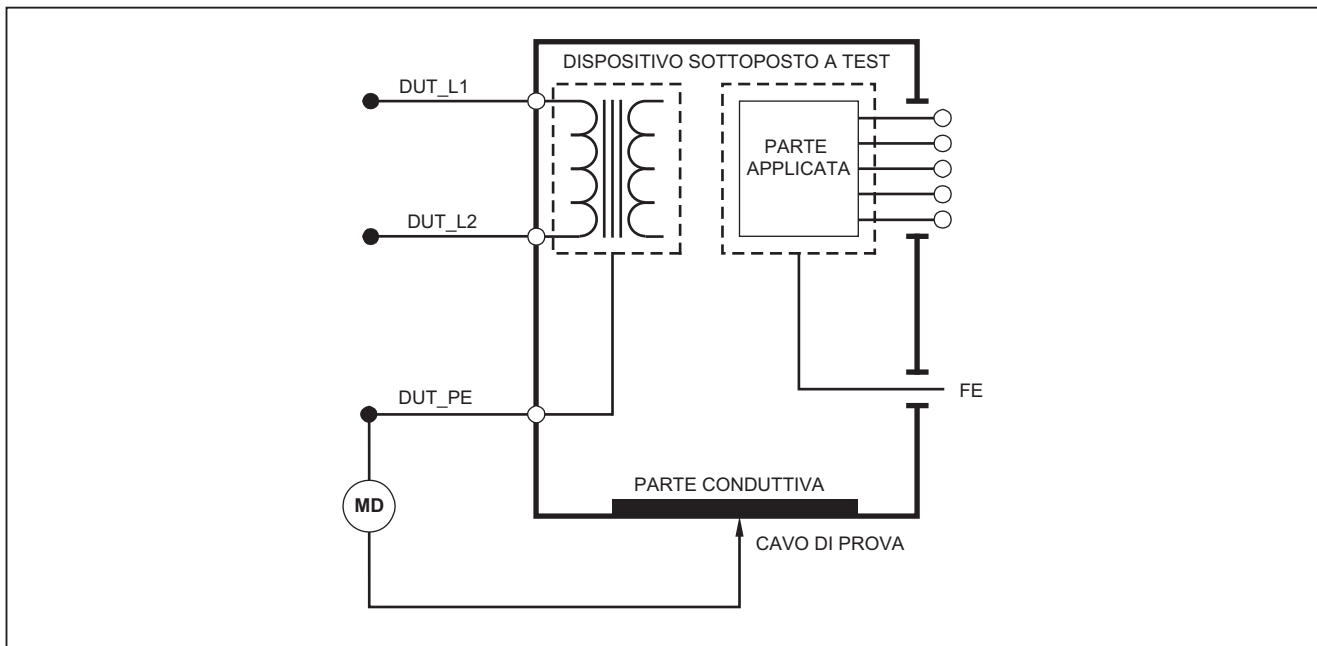 DISPOSITIVO SOTTOPOSTO A TEST
DUT_L1
PARTE
APPLICATA
DUT_L2
DUT_PE
FE
MD
PARTE CONDUTTIVA
CAVO DI PROVA